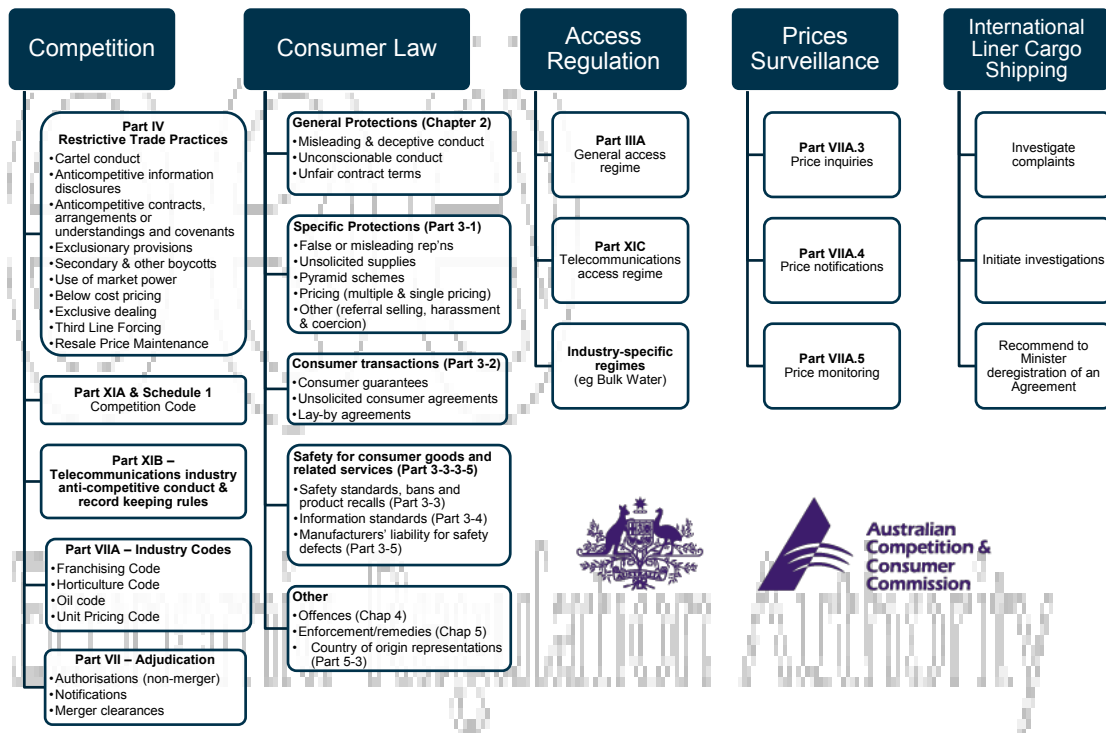 Competition
Part IV
Restrictive Trade Practices
•Cartel conduct
•Anticompetitive information
disclosures
•Anticompetitive contracts,
arrangements or
understandings and covenants
•Exclusionary provisions
•Secondary & other boycotts
•Use of market power
•Below cost pricing
•Exclusive dealing
•Third Line Forcing
•Resale Price Maintenance
Part XIA & Schedule 1
Competition Code
Part XIB –
Telecommunications industry
anti-competitive conduct &
record keeping rules
Part VIIA – Industry Codes
•Franchising Code
•Horticulture Code
•Oil code
•Unit Pricing Code
Part VII – Adjudication
•Authorisations (non-merger)
•Notifications
•Merger clearances
Consumer Law
General Protections (Chapter 2)
•Misleading & deceptive conduct
•Unconscionable conduct
•Unfair contract terms
Specific Protections (Part 3-1)
•False or misleading rep'ns
•Unsolicited supplies
•Pyramid schemes
•Pricing (multiple & single pricing)
•Other (referral selling, harassment
& coercion)
Consumer transactions (Part 3-2)
•Consumer guarantees
•Unsolicited consumer agreements
•Lay-by agreements
Safety for consumer goods and
related services (Part 3-3-3-5)
•Safety standards, bans and
product recalls (Part 3-3)
•Information standards (Part 3-4)
•Manufacturers' liability for safety
defects (Part 3-5)
Other
•Offences (Chap 4)
•Enforcement/remedies (Chap 5)
• Country of origin representations
(Part 5-3)
Access
Regulation
Part IIIA
General access
regime
Part XIC
Telecommunications
access regime
Industry-specific
regimes
(eg Bulk Water)
Prices
Surveillance
Part VIIA.3
Price inquiries
Part VIIA.4
Price notifications
Part VIIA.5
Price monitoring
International
Liner Cargo
Shipping
Investigate
complaints
Initiate investigations
Recommend to
Minister
deregistration of an
Agreement
AUSTRALIA
Australian
Competition &
Consumer
Commission
Authority